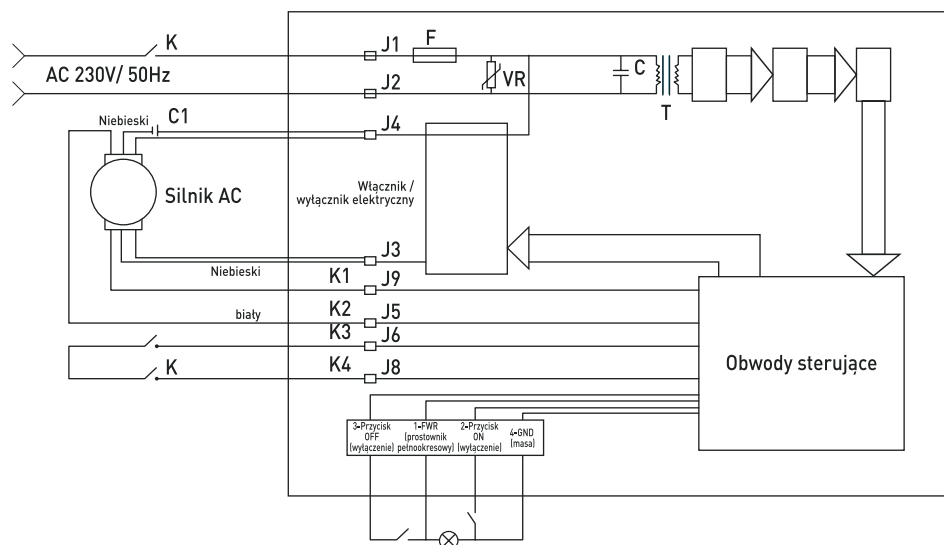 K
J1
F
AC 230V/ 50Hz
J2
VR
C
T
Niebieski
C1
J4
Silnik AC
Włącznik /
wyłącznik elektryczny
J3
Niebieski
K1
J9
biały
K2
J5
K3
J6
K
K4
J8
Obwody sterujące
3-Przycisk
OFF
(wyłączenie)
1-FWR
(prostownik
pełnookresowy)
2-Przycisk
ON
(wyłączenie)
4-GND
(masa)